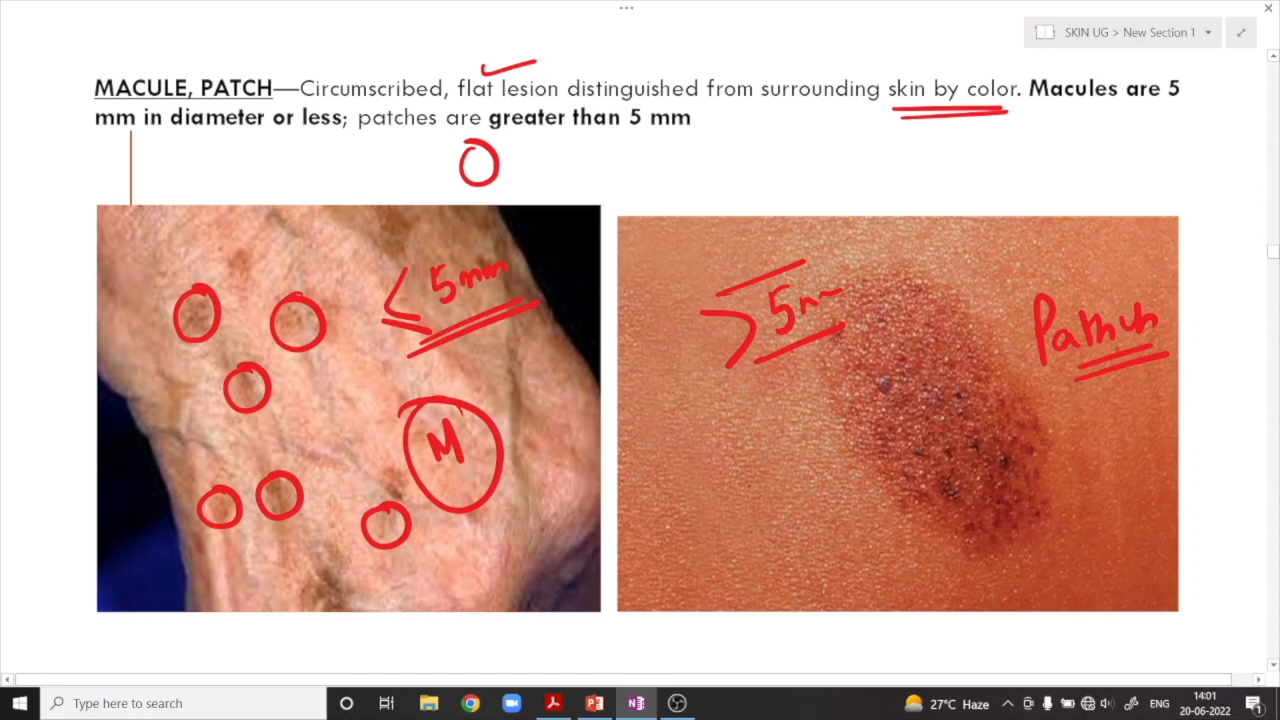 SKIN UG > New Section 1
MACULE, PATCH—Circumscribed, flat lesion distinguished from surrounding skin by color. Macules are 5
mm in diameter or less; patches are greater than 5 mm
< 5mm
M
> 5m
Type here to search
27°C Haze
ENG
14:01
20-06-2022
1